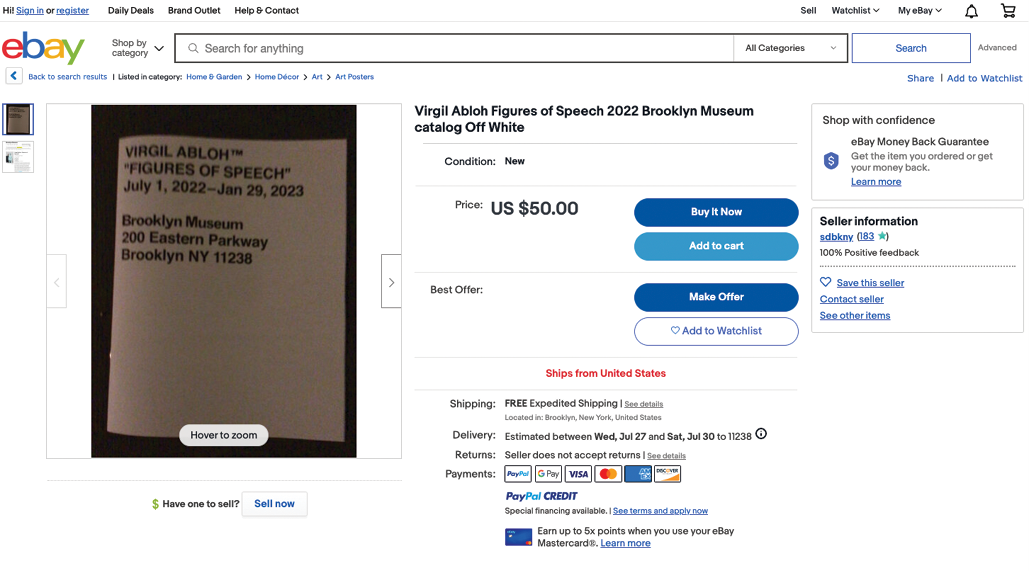 Hi! Sign in or register Daily Deals Brand Outlet Help & Contact Sell Watchlist My eBay
ebay Shop by category Search for anything All Categories Search Advanced
Back to search results | Listed in category: Home & Garden > Home Décor > Art > Art Posters
Share | Add to Watchlist
VIRGIL ABLOH™
"FIGURES OF SPEECH"
July 1, 2022–Jan 29, 2023
Brooklyn Museum
200 Eastern Parkway
Brooklyn NY 11238
Hover to zoom
$ Have one to sell? Sell now
Virgil Abloh Figures of Speech 2022 Brooklyn Museum
catalog Off White
Condition: New
Price: US $50.00
Buy It Now
Add to cart
Best Offer:
Make Offer
Add to Watchlist
Ships from United States
Shipping: FREE Expedited Shipping | See details
Located in: Brooklyn, New York, United States
Delivery: Estimated between Wed, Jul 27 and Sat, Jul 30 to 11238
Returns: Seller does not accept returns | See details
Payments: PayPal G Pay VISA MasterCard AM EX DISCOVER
PayPal CREDIT
Special financing available. | See terms and apply now
Earn up to 5x points when you use your eBay
Mastercard®. Learn more
Shop with confidence
eBay Money Back Guarantee
Get the item you ordered or get
your money back.
Learn more
Seller information
sdbkny (183 )
100% Positive feedback
Save this seller
Contact seller
See other items